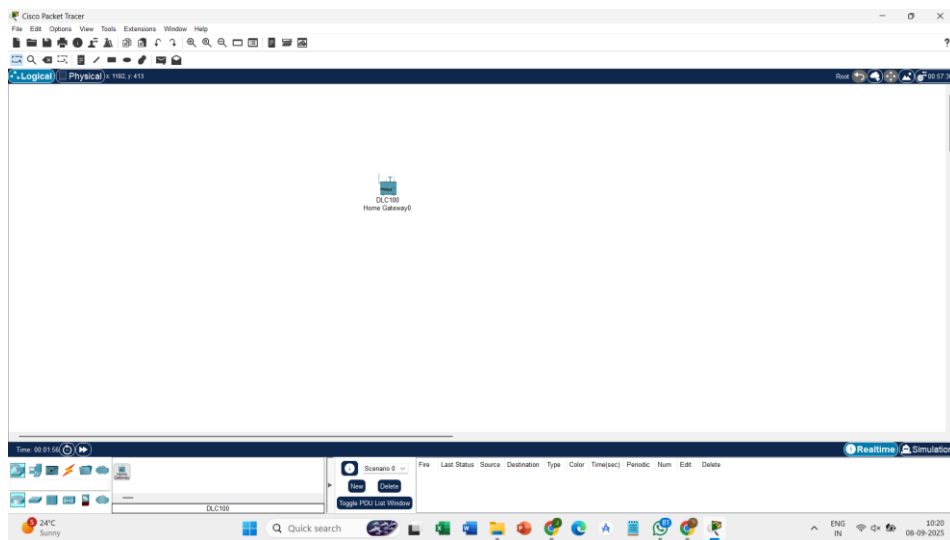 Cisco Packet Tracer
File Edit Options View Tools Extensions Window Help
?
Logical Physical x: 1182, y: 413 Root
DLC100
Home Gateway0
Time: 00:01:56 Realtime Simulation
Scenario 0 Fire Last Status Source Destination Type Color Time(sec) Periodic Num Edit Delete
Home
Gateway
New Delete
Toggle PDU List Window
DLC100
24°C
Sunny
Quick search
ENG
IN
10:20
08-09-2025